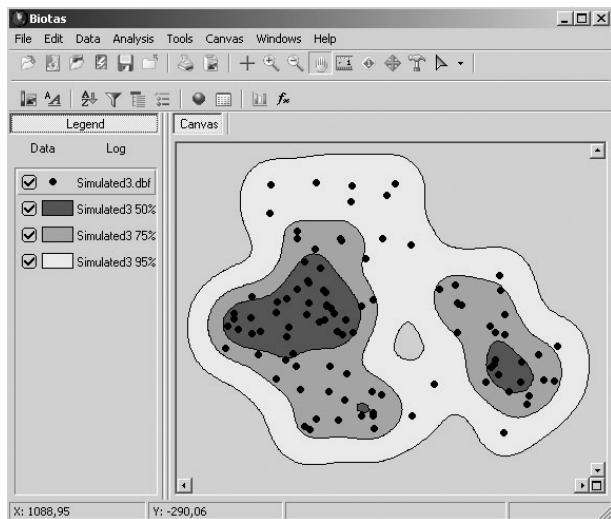 Biotas
File Edit Data Analysis Tools Canvas Windows Help
Legend
Canvas
Data Log
Simulated3.dbf
Simulated3 50%
Simulated3 75%
Simulated3 95%
X: 1088,95 Y: -290,06